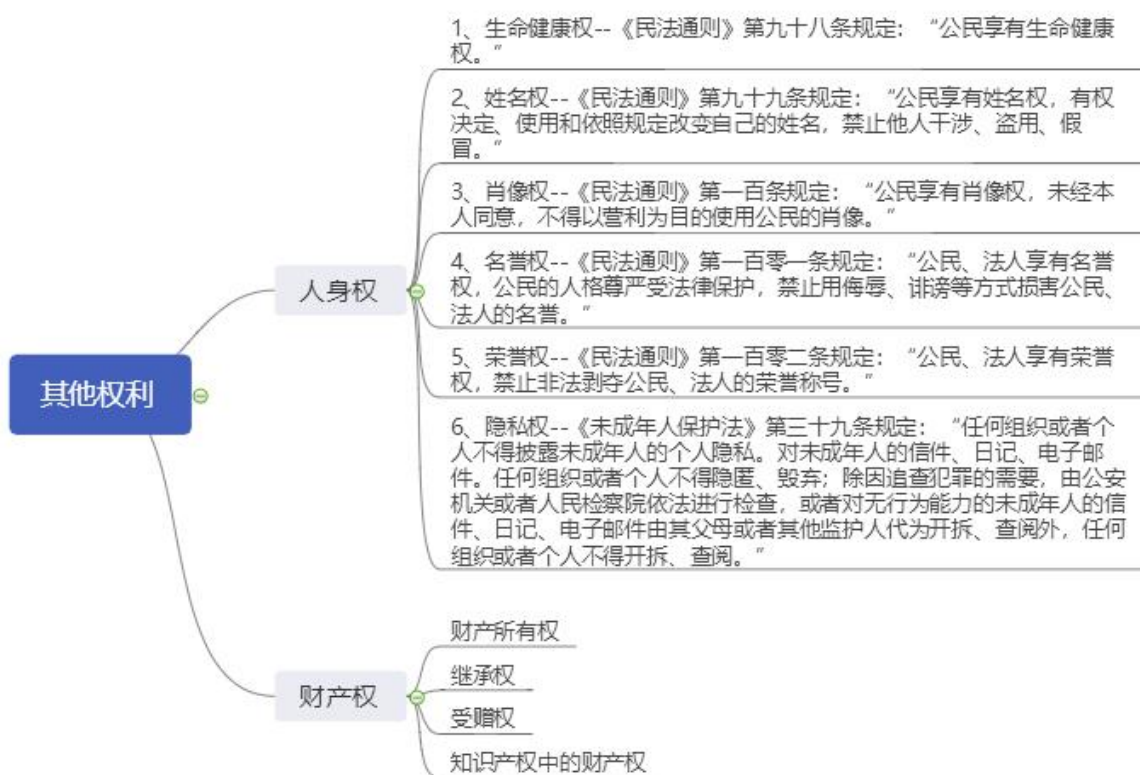 其他权利
人身权
1、生命健康权--《民法通则》第九十八条规定：“公民享有生命健康
权。”
2、姓名权--《民法通则》第九十九条规定：“公民享有姓名权，有权
决定、使用和依照规定改变自己的姓名，禁止他人干涉、盗用、假
冒。”
3、肖像权--《民法通则》第一百条规定：“公民享有肖像权，未经本
人同意，不得以营利为目的使用公民的肖像。”
4、名誉权--《民法通则》第一百零一条规定：“公民、法人享有名誉
权，公民的人格尊严受法律保护，禁止用侮辱、诽谤等方式损害公民、
法人的名誉。”
5、荣誉权--《民法通则》第一百零二条规定：“公民、法人享有荣誉
权，禁止非法剥夺公民、法人的荣誉称号。”
6、隐私权--《未成年人保护法》第三十九条规定：“任何组织或者个
人不得披露未成年人的个人隐私。对未成年人的信件、日记、电子邮
件。任何组织或者个人不得隐匿、毁弃；除因追查犯罪的需要，由公安
机关或者人民检察院依法进行检查，或者对无行为能力的未成年人的信
件、日记、电子邮件由其父母或者其他监护人代为开拆、查阅外，任何
组织或者个人不得开拆、查阅。”
财产权
财产所有权
继承权
受赠权
知识产权中的财产权